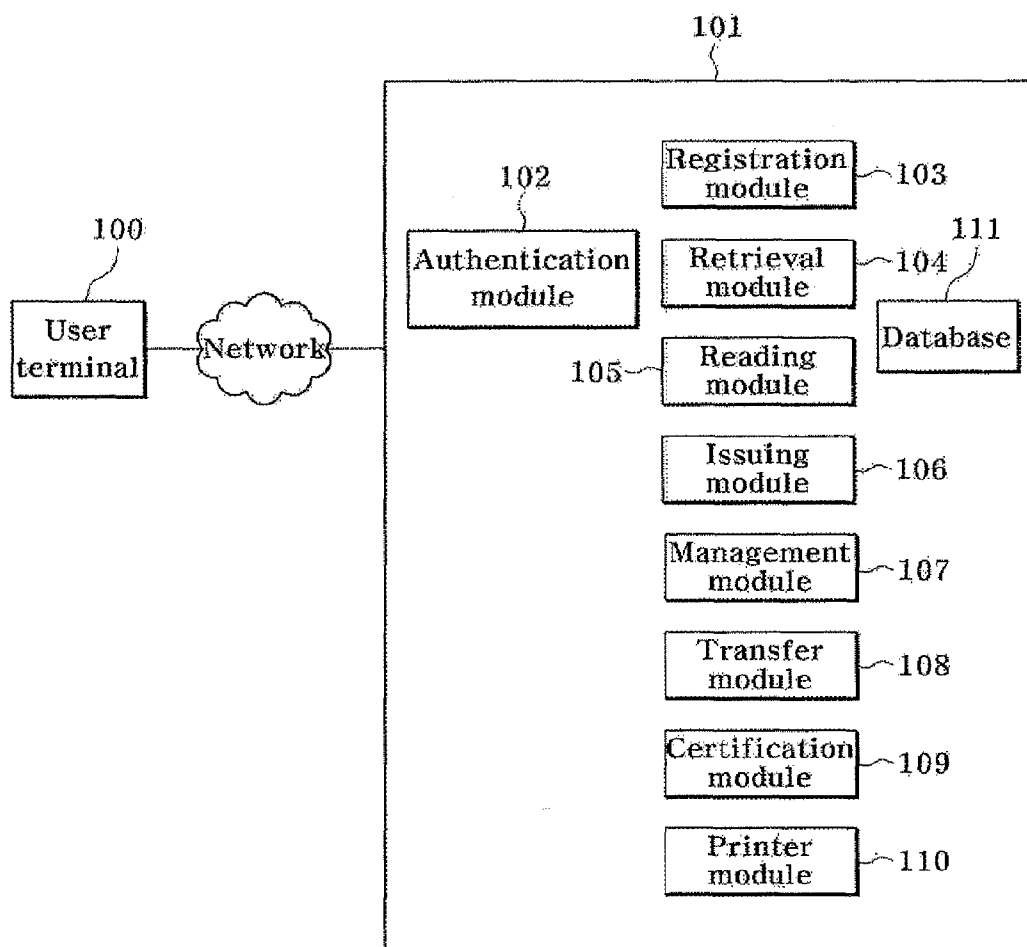 101
Registration
module
103
102
Authentication
module
100
User
terminal
Network
Retrieval
module
104
111
Database
105
Reading
module
Issuing
module
106
Management
module
107
Transfer
module
108
Certification
module
109
Printer
module
110